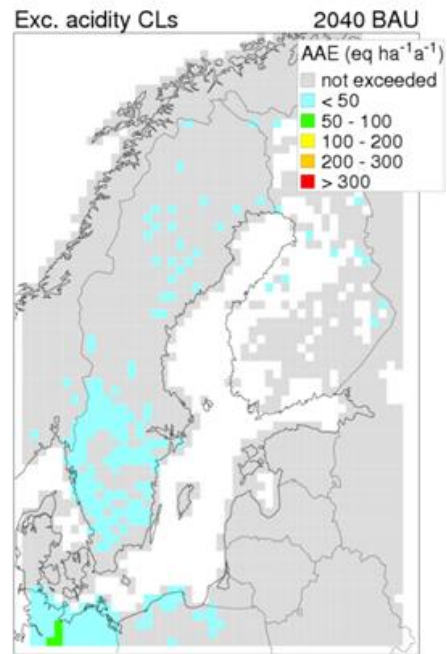 Exc. acidity CLs 2040 BAU
AAE (eq ha⁻¹a⁻¹)
not exceeded
< 50
50 - 100
100 - 200
200 - 300
> 300